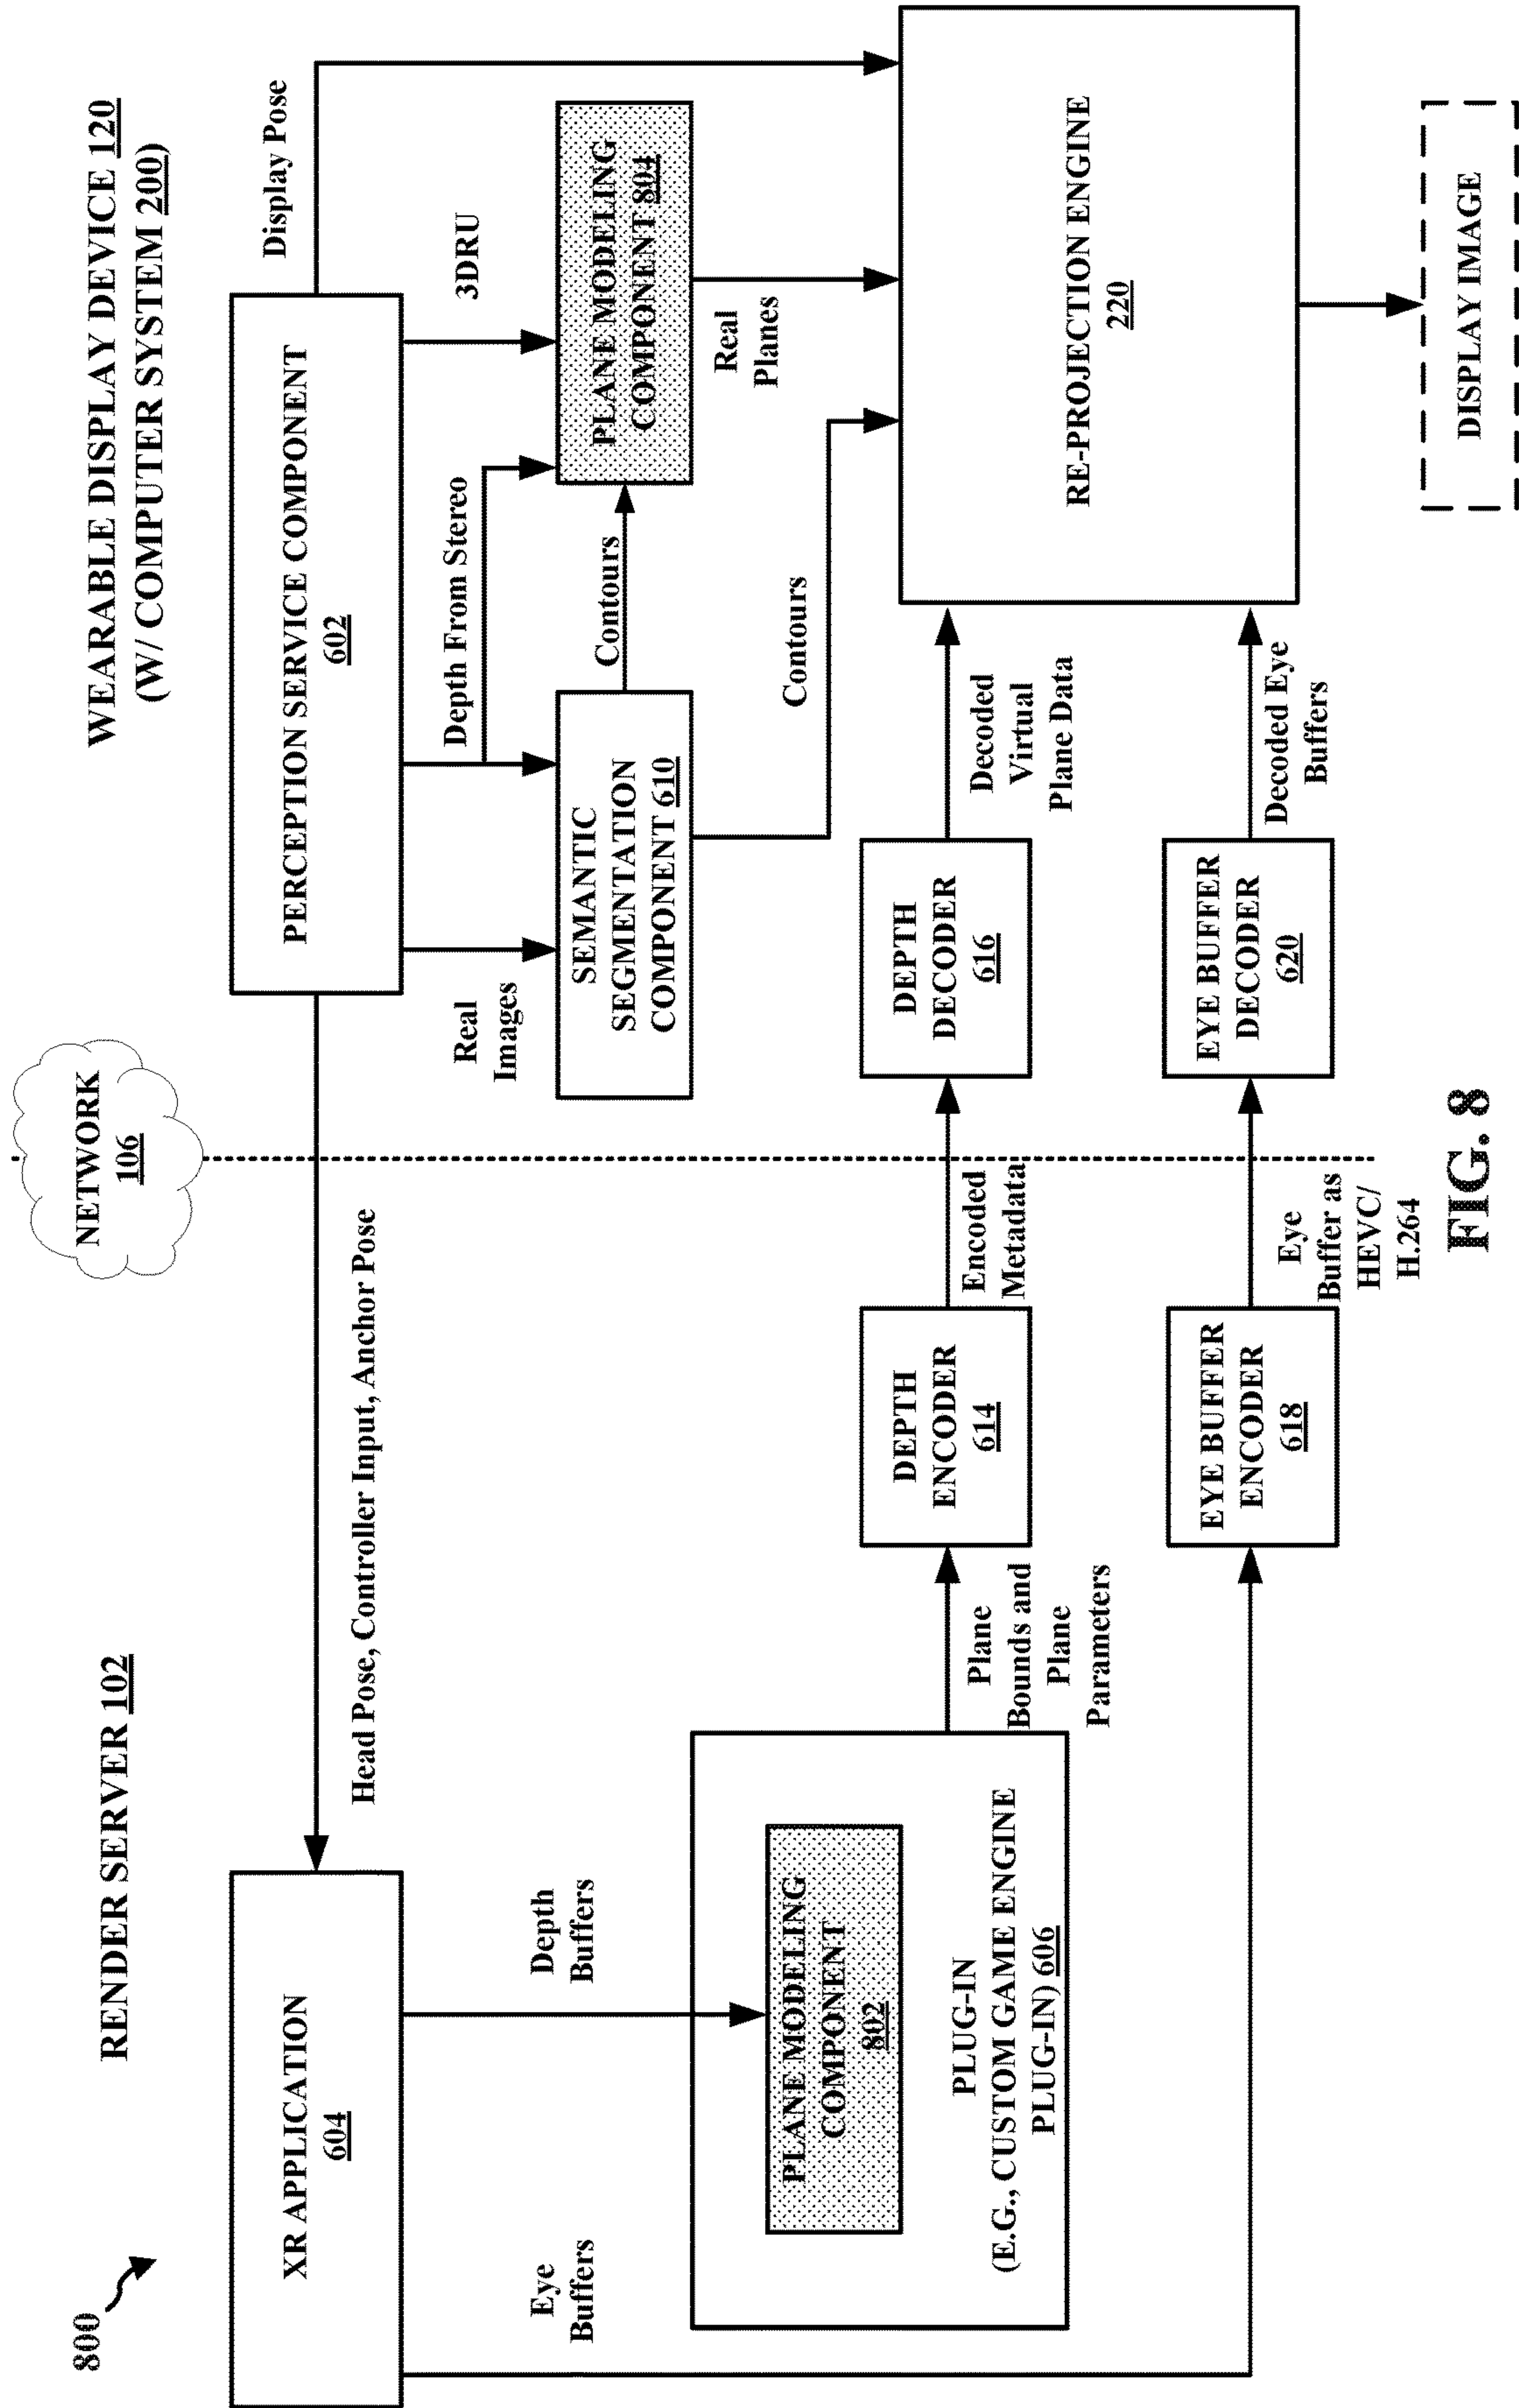 800
RENDER SERVER 102
NETWORK
106
WEARABLE DISPLAY DEVICE 120
(W/ COMPUTER SYSTEM 200)
XR APPLICATION
604
Head Pose, Controller Input, Anchor Pose
PERCEPTION SERVICE COMPONENT
602
Display Pose
Eye
Buffers
Depth
Buffers
Real
Images
Depth From Stereo
3DRU
PLANE MODELING
COMPONENT
802
PLUG-IN
(E.G., CUSTOM GAME ENGINE
PLUG-IN) 606
SEMANTIC
SEGMENTATION
COMPONENT 610
Contours
PLANE MODELING
COMPONENT 804
Real
Planes
Contours
Plane
Bounds and
Plane
Parameters
DEPTH
ENCODER
614
Encoded
Metadata
DEPTH
DECODER
616
Decoded
Virtual
Plane Data
RE-PROJECTION ENGINE
220
EYE BUFFER
ENCODER
618
Eye
Buffer as
HEVC/
H.264
EYE BUFFER
DECODER
620
Decoded Eye
Buffers
DISPLAY IMAGE
FIG. 8